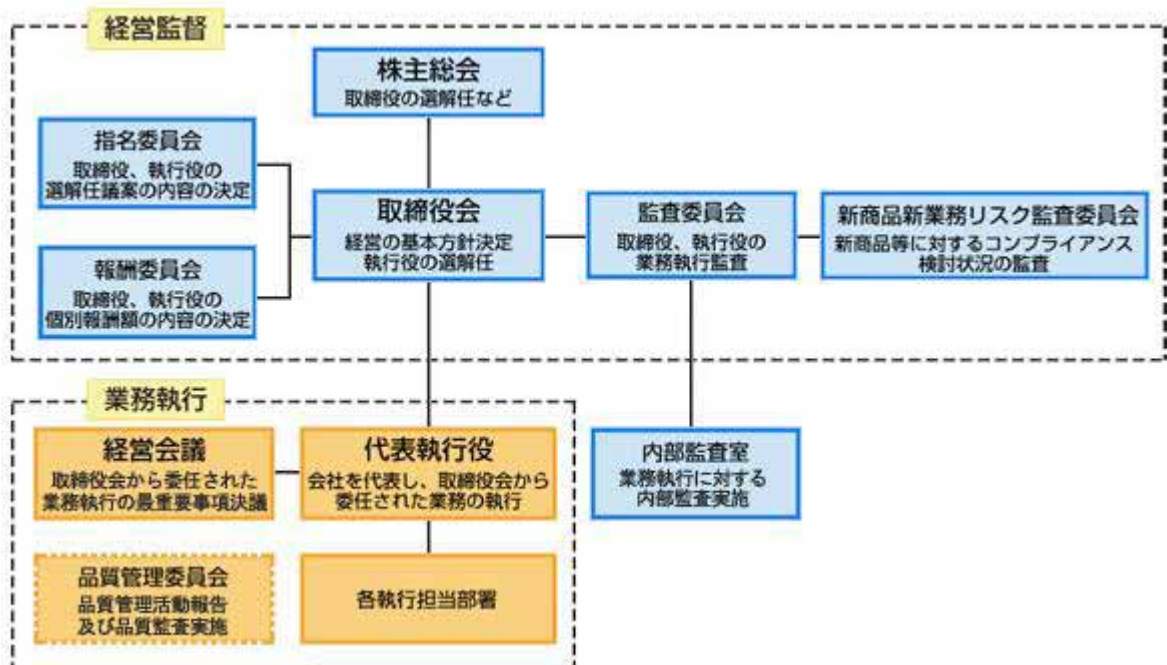 経営監督
株主総会
取締役の選解任など
指名委員会
取締役、執行役の
選解任議案の内容の決定
取締役会
経営の基本方針決定
執行役の選解任
監査委員会
取締役、執行役の
業務執行監査
新商品新業務リスク監査委員会
新商品等に対するコンプライアンス
検討状況の監査
報酬委員会
取締役、執行役の
個別報酬額の内容の決定
業務執行
経営会議
取締役会から委任された
業務執行の最重要事項決議
代表執行役
会社を代表し、取締役会から
委任された業務の執行
内部監査室
業務執行に対する
内部監査実施
品質管理委員会
品質管理活動報告
及び品質監査実施
各執行担当部署